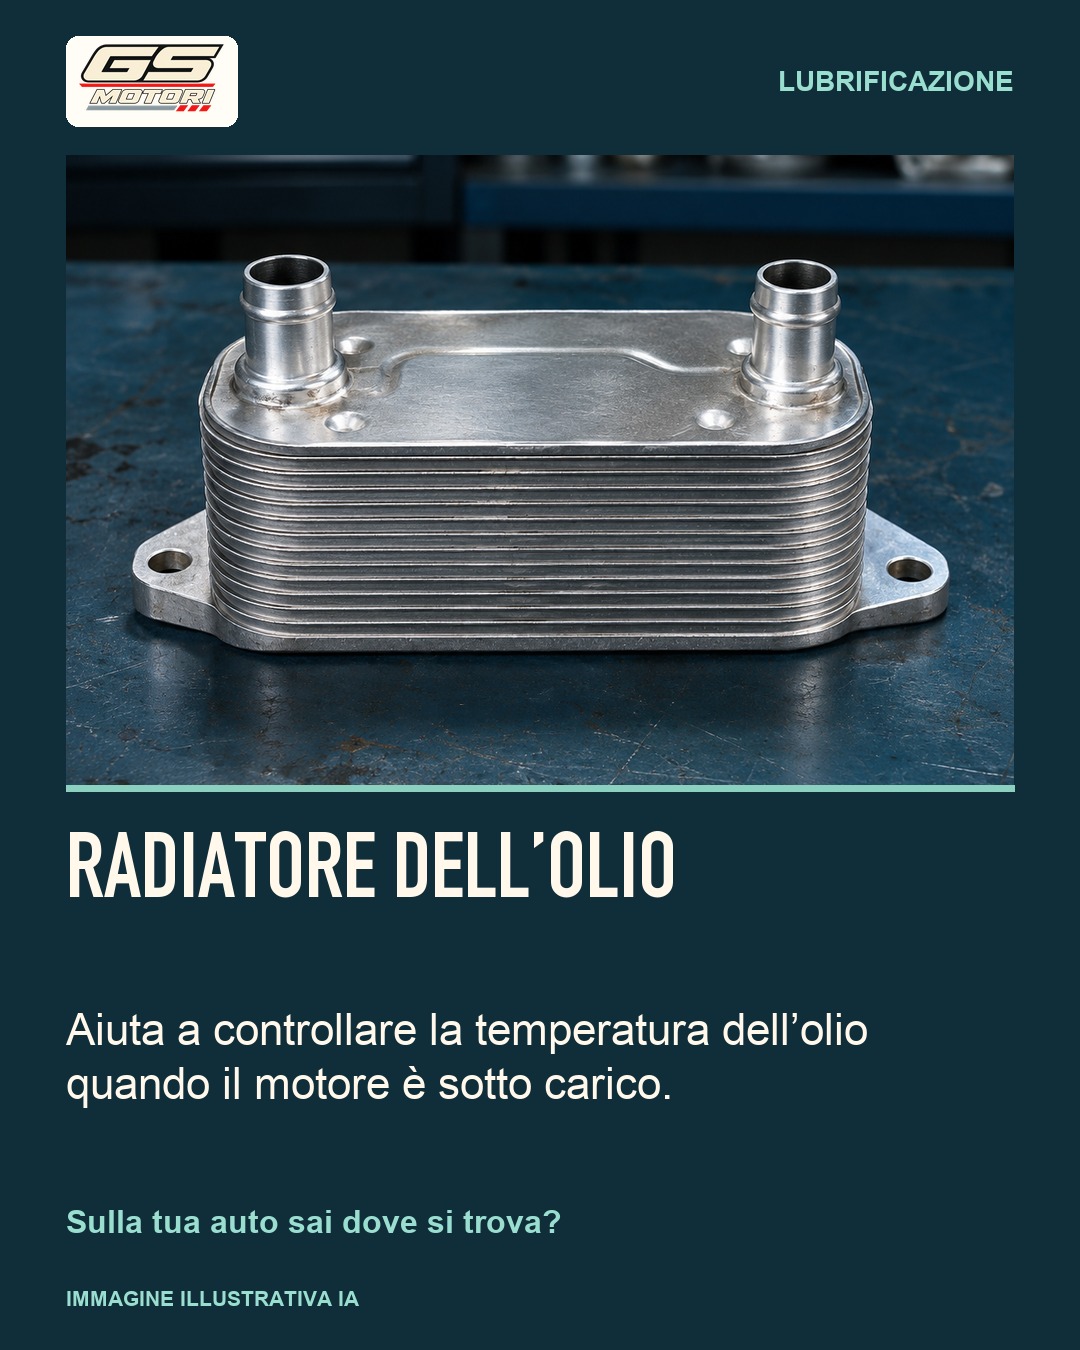 GS
MOTORI
LUBRIFICAZIONE
RADIATORE DELL’OLIO
Aiuta a controllare la temperatura dell’olio
quando il motore è sotto carico.
Sulla tua auto sai dove si trova?
IMMAGINE ILLUSTRATIVA IA